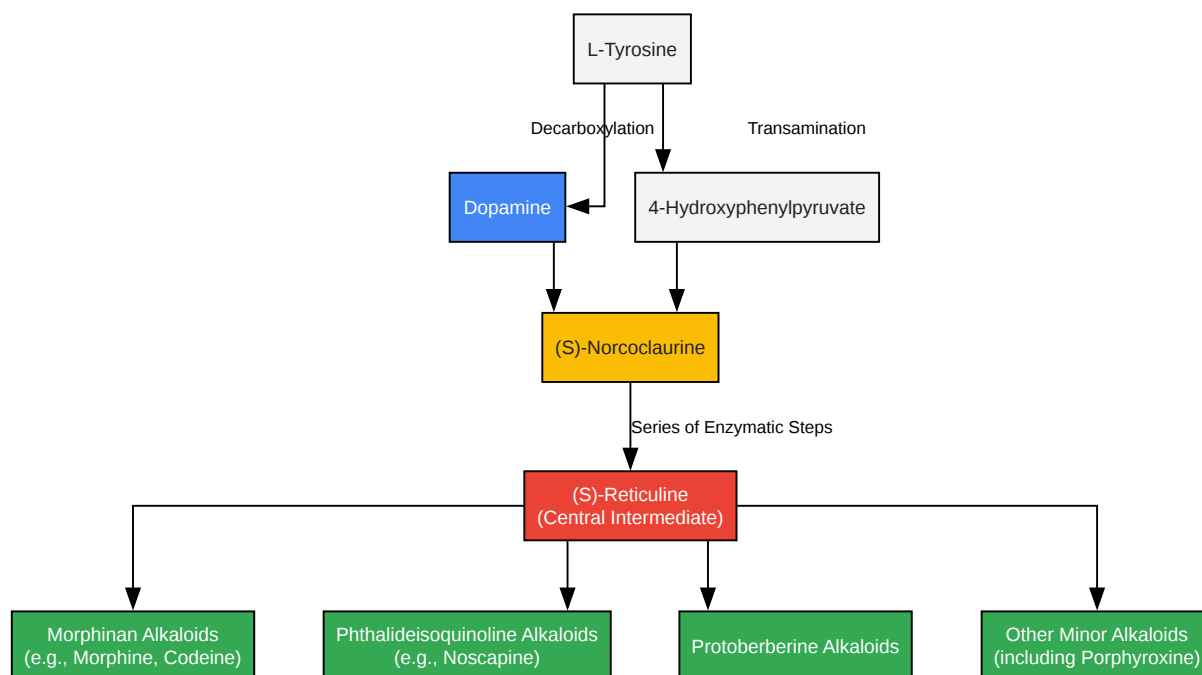 L-Tyrosine
Decarboxylation
Transamination
Dopamine
4-Hydroxyphenylpyruvate
(S)-Norcoclaurine
Series of Enzymatic Steps
(S)-Reticuline
(Central Intermediate)
Morphinan Alkaloids
(e.g., Morphine, Codeine)
Phthalideisoquinoline Alkaloids
(e.g., Noscapine)
Protoberberine Alkaloids
Other Minor Alkaloids
(including Porphyroxine)